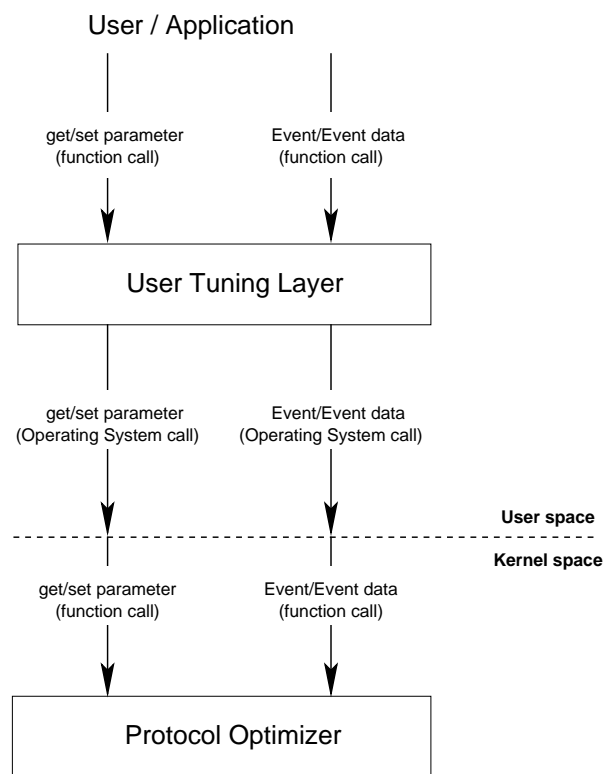 User / Application
get/set parameter
(function call)
Event/Event data
(function call)
User Tuning Layer
get/set parameter
(Operating System call)
Event/Event data
(Operating System call)
User space
Kernel space
get/set parameter
(function call)
Event/Event data
(function call)
Protocol Optimizer